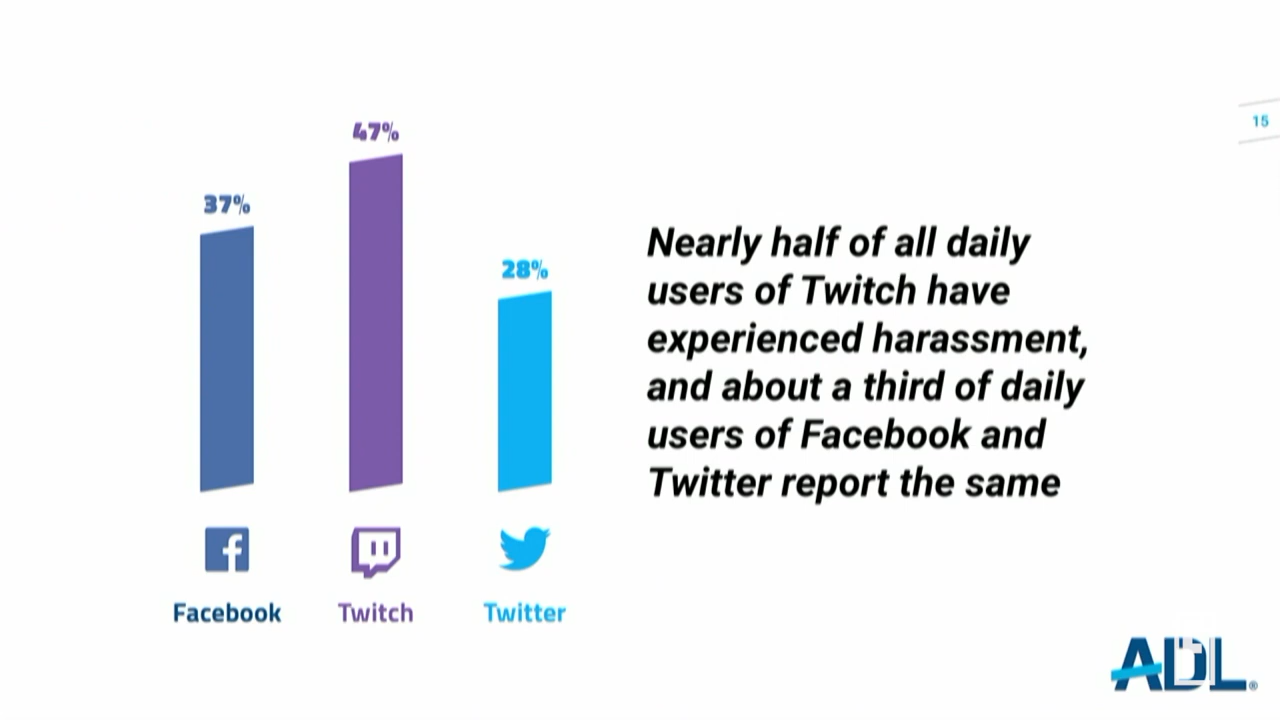 47%
15
37%
28%
Nearly half of all daily
users of Twitch have
experienced harassment,
and about a third of daily
users of Facebook and
Twitter report the same
Facebook
Twitch
Twitter
ADL®